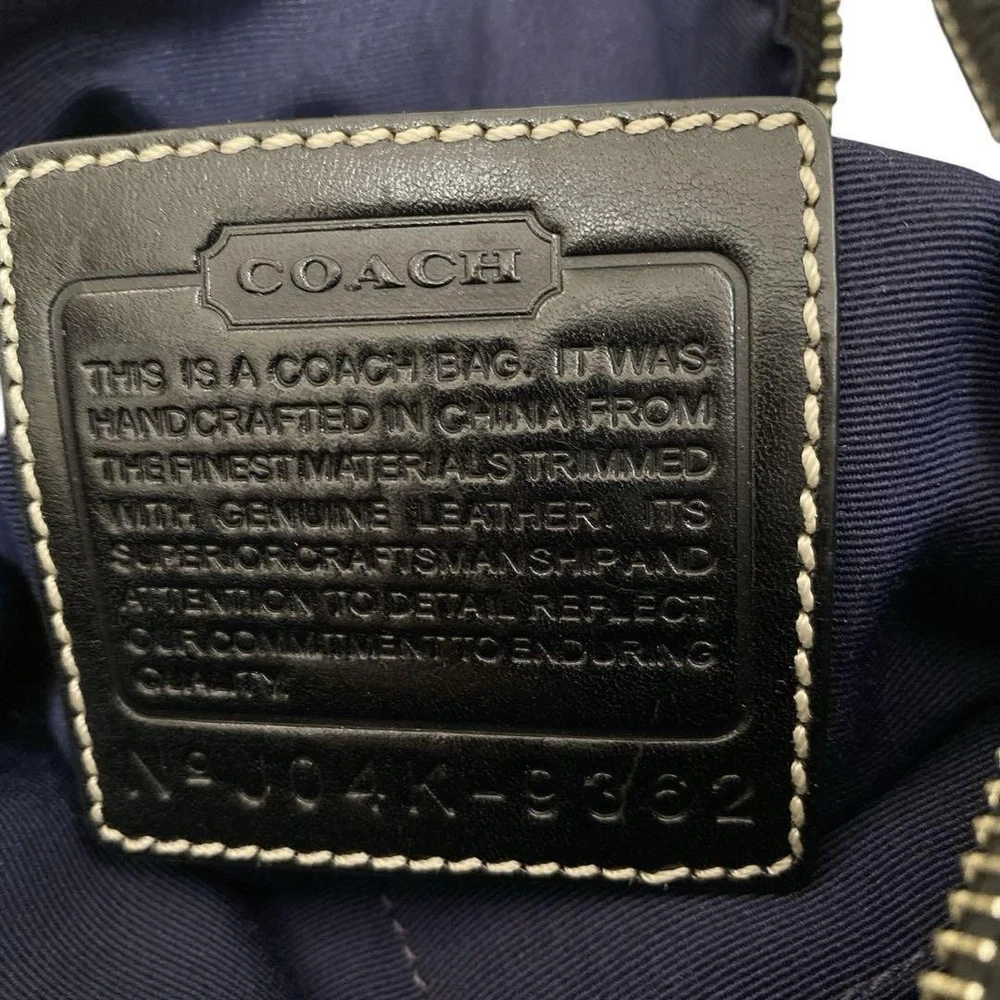 COACH
THIS IS A COACH BAG. IT WAS
HANDCRAFTED IN CHINA FROM
THE FINEST MATERIALS TRIMMED
WITH GENUINE LEATHER. ITS
SUPERIOR CRAFTSMANSHIP AND
ATTENTION TO DETAIL REFLECT
OUR COMMITMENT TO ENDURING
QUALITY.
Nº J04K-9362